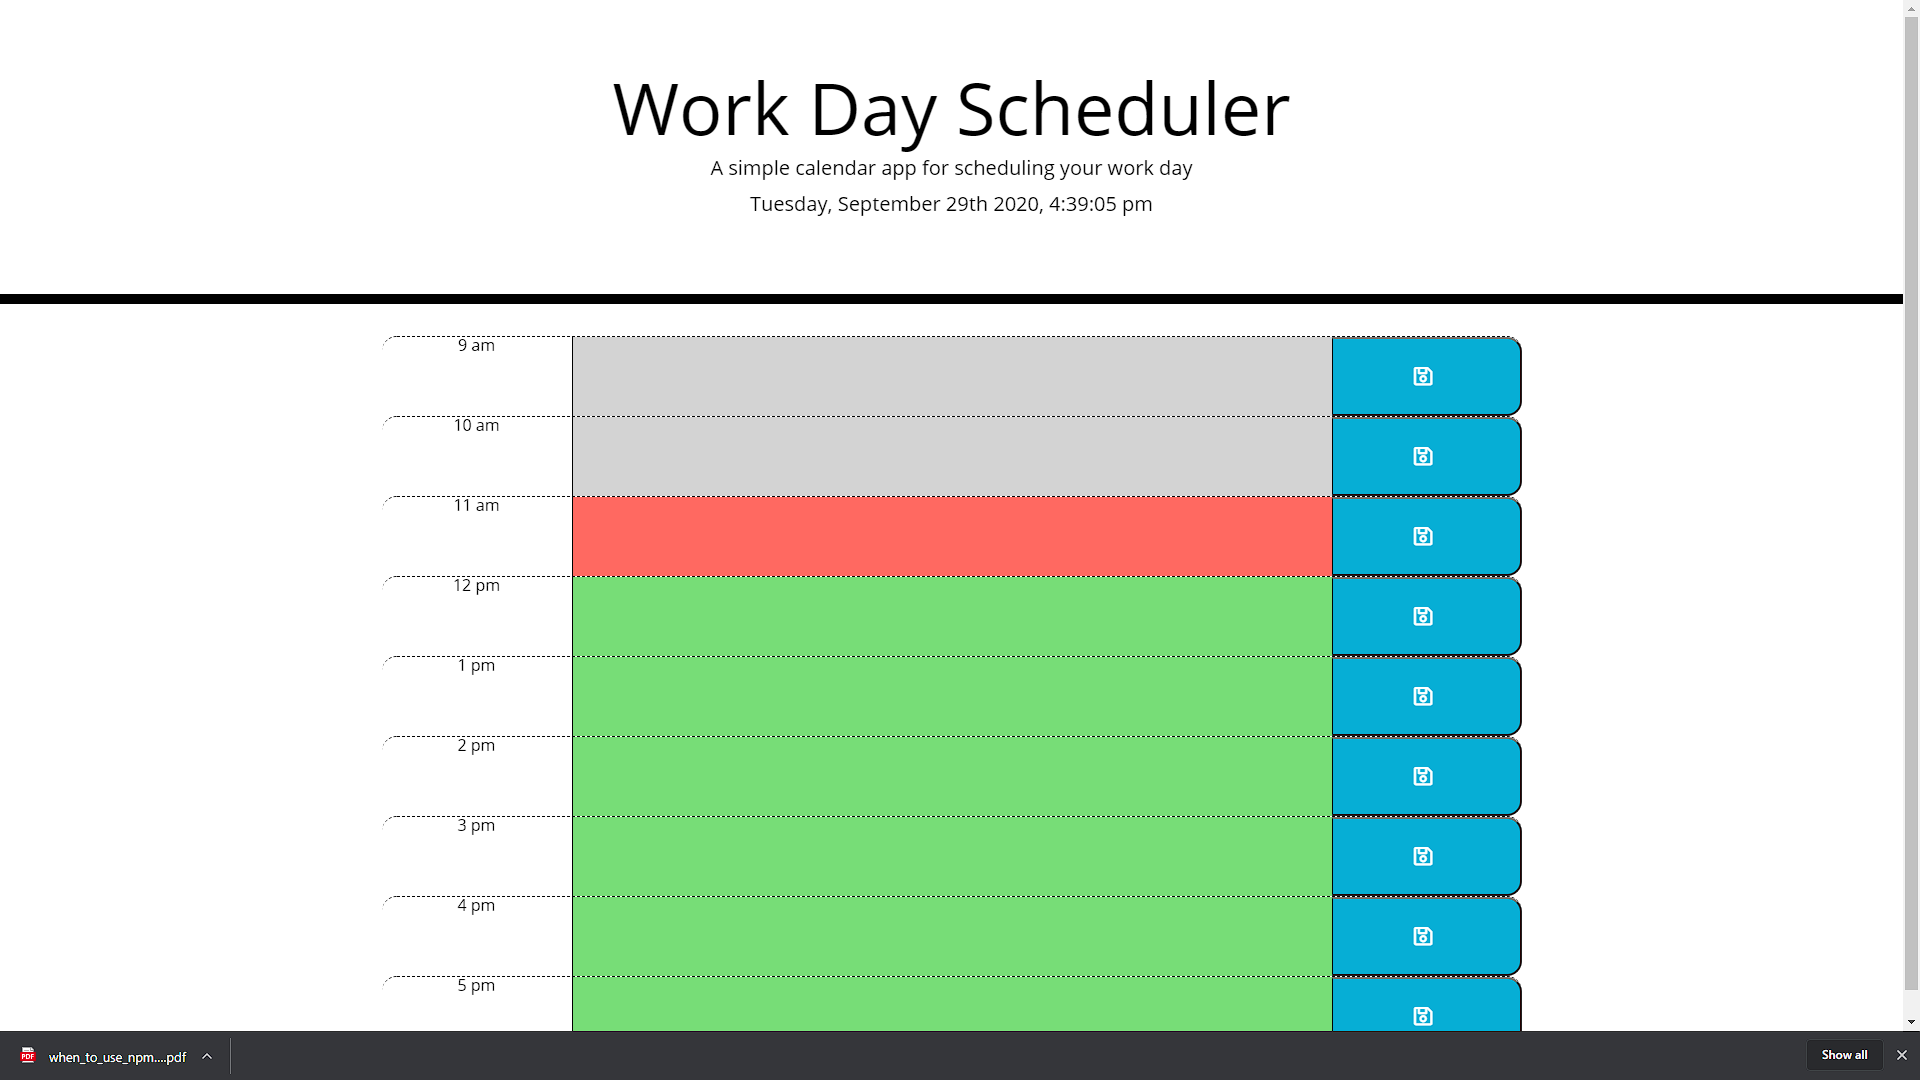 Work Day Scheduler
A simple calendar app for scheduling your work day
Tuesday, September 29th 2020, 4:39:05 pm
9 am
10 am
11 am
12 pm
1 pm
2 pm
3 pm
4 pm
5 pm
PDF
when_to_use_npm....pdf
Show all